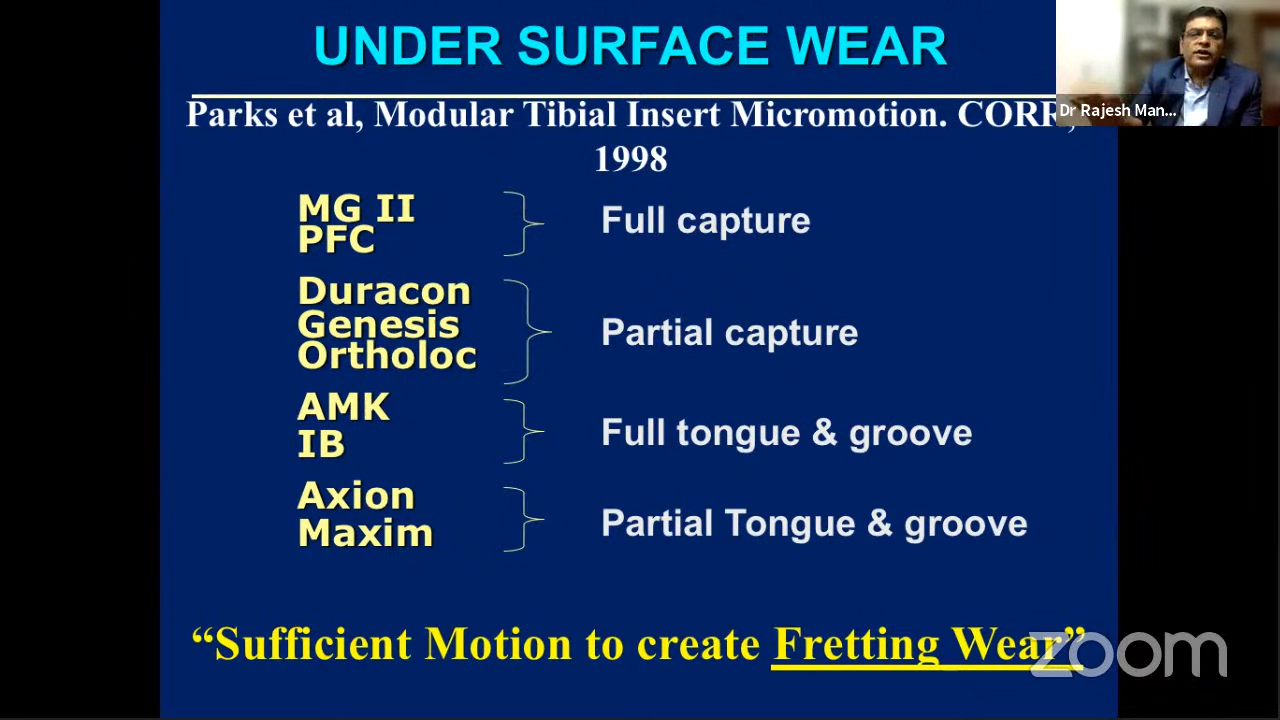 UNDER SURFACE WEAR
Parks et al, Modular Tibial Insert Micromotion. CORR,
1998
Dr Rajesh Man...
MG II
PFC
Full capture
Duracon
Genesis
Ortholoc
Partial capture
AMK
IB
Full tongue & groove
Axion
Maxim
Partial Tongue & groove
“Sufficient Motion to create Fretting Wear”
zoom